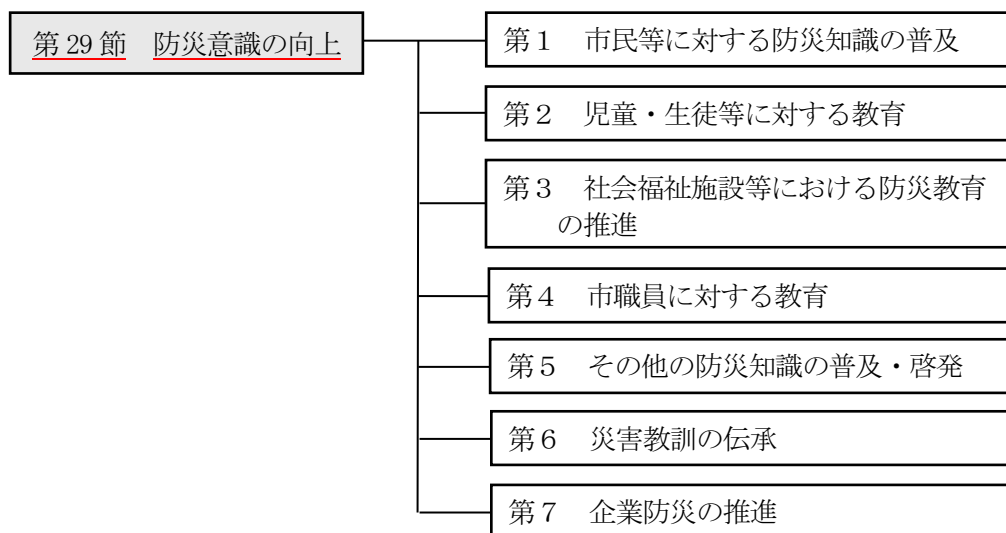 第 29 節　防災意識の向上
第１　市民等に対する防災知識の普及
第２　児童・生徒等に対する教育
第３　社会福祉施設等における防災教育
の推進
第４　市職員に対する教育
第５　その他の防災知識の普及・啓発
第６　災害教訓の伝承
第７　企業防災の推進